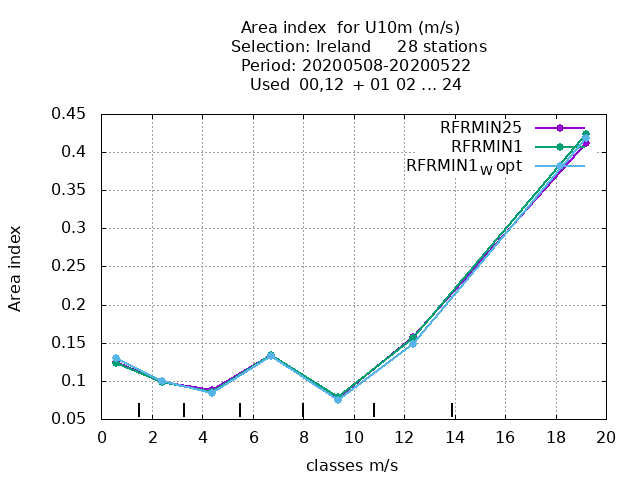 Area index  for U10m (m/s)
Selection: Ireland     28 stations
Period: 20200508-20200522
Used  00,12  + 01 02 ... 24
0.45
0.4
0.35
0.3
0.25
0.2
0.15
0.1
0.05
Area index
RFRMIN25
RFRMIN1
RFRMIN1W opt
0 2 4 6 8 10 12 14 16 18 20
classes m/s